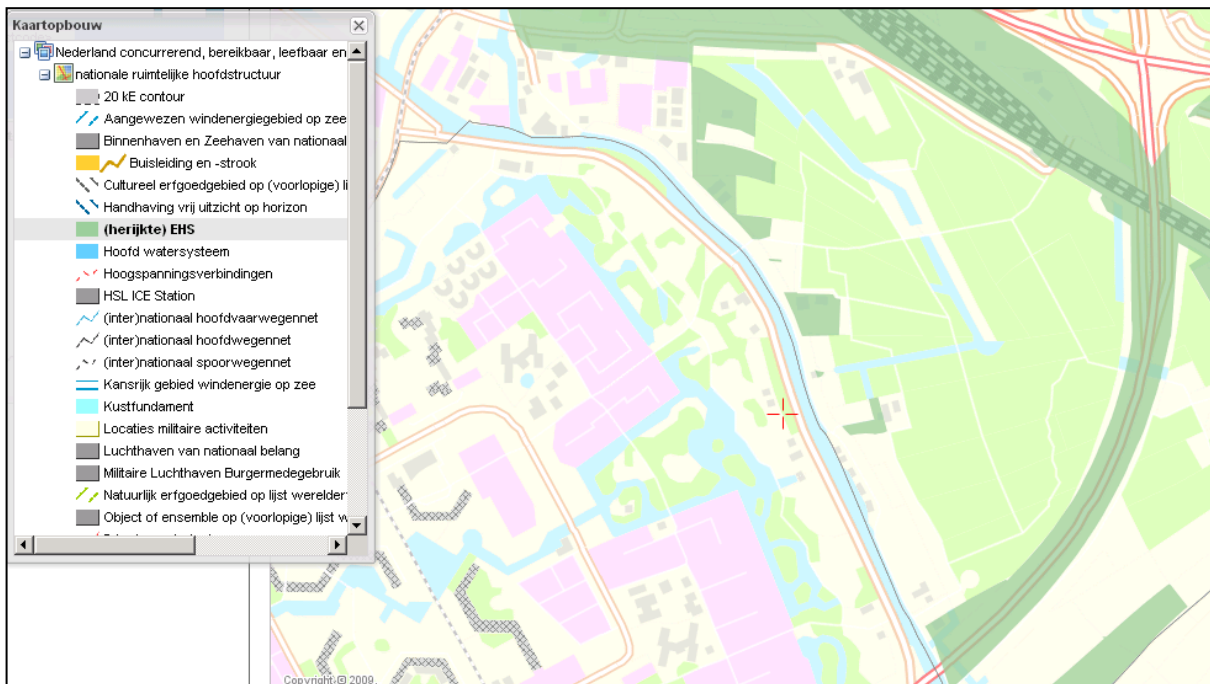 Kaartopbouw
Nederland concurrerend, bereikbaar, leefbaar en
nationale ruimtelijke hoofdstructuur
20 kE contour
Aangewezen windenergiegebied op zee
Binnenhaven en Zeehaven van nationaal
Buisleiding en -strook
Cultureel erfgoedgebied op (voorlopige) li
Handhaving vrij uitzicht op horizon
(herijkte) EHS
Hoofd watersysteem
Hoogspanningsverbindingen
HSL ICE Station
(inter)nationaal hoofdvaarwegennet
(inter)nationaal hoofdwegennet
(inter)nationaal spoorwegennet
Kansrijk gebied windenergie op zee
Kustfundament
Locaties militaire activiteiten
Luchthaven van nationaal belang
Militaire Luchthaven Burgermedegebruik
Natuurlijk erfgoedgebied op lijst werelder
Object of ensemble op (voorlopige) lijst w
Copyright © 2009,